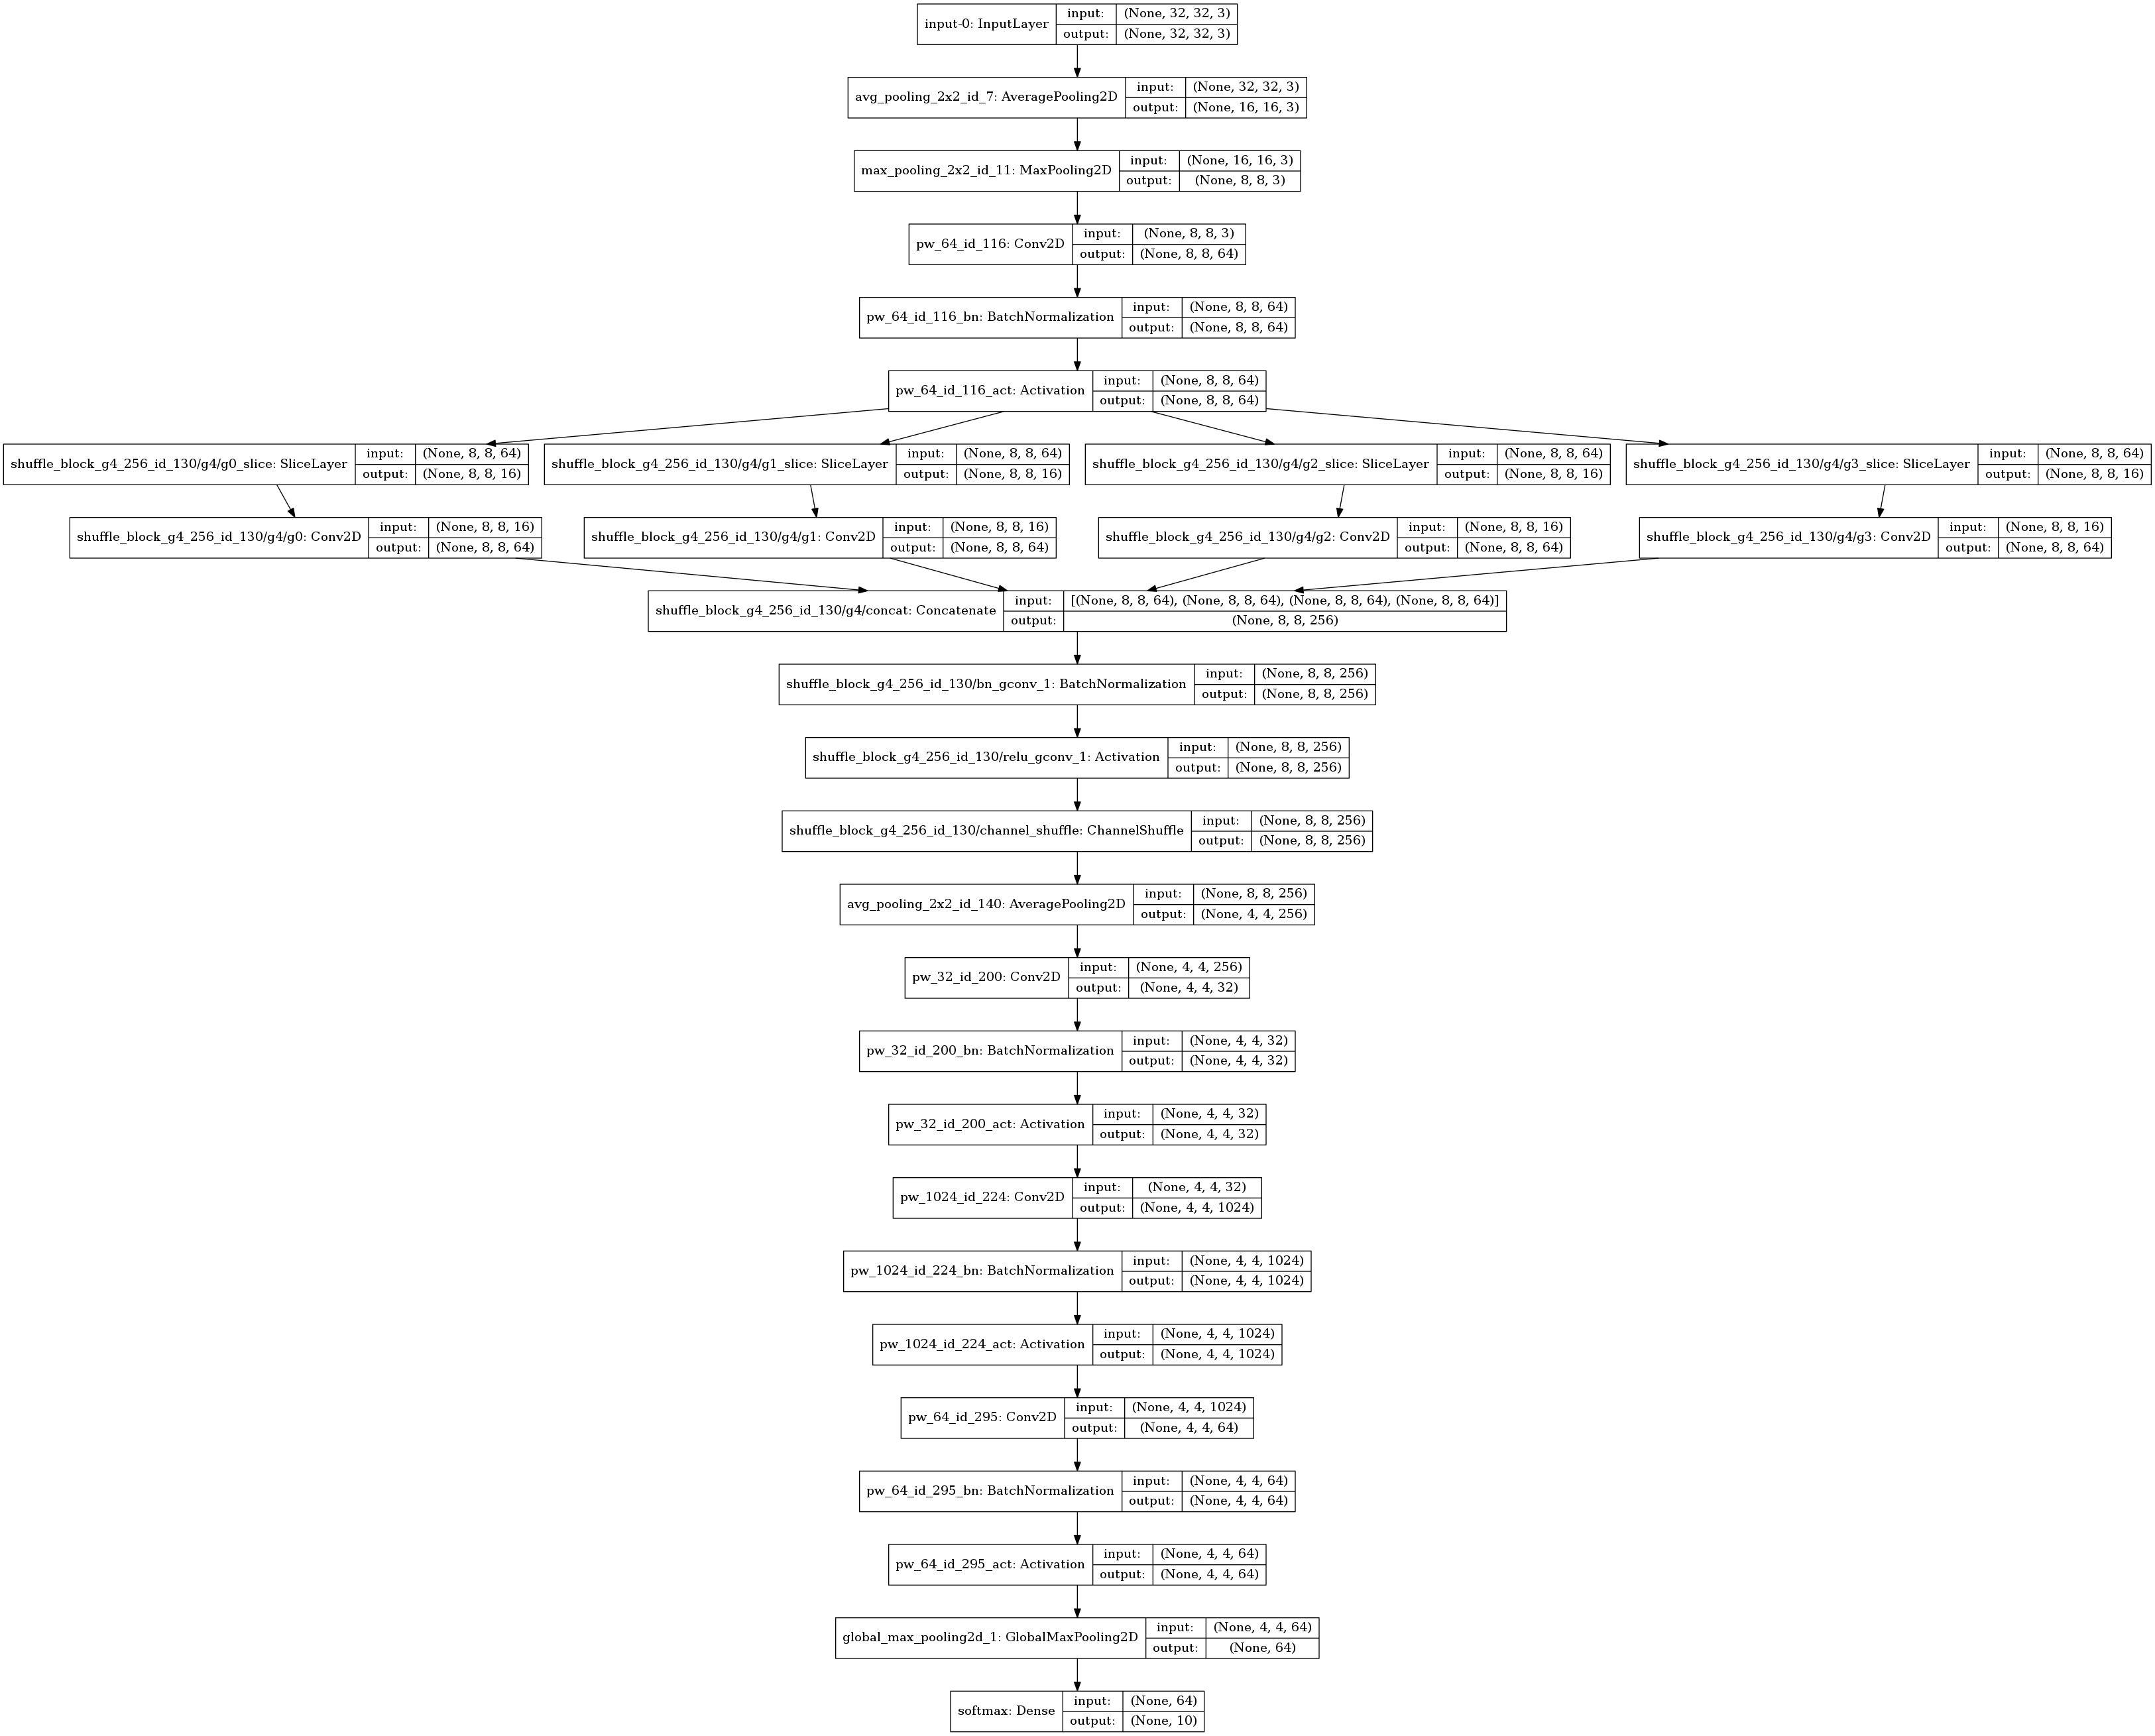 input-0: InputLayer input: (None, 32, 32, 3)
output: (None, 32, 32, 3)
avg_pooling_2x2_id_7: AveragePooling2D input: (None, 32, 32, 3)
output: (None, 16, 16, 3)
max_pooling_2x2_id_11: MaxPooling2D input: (None, 16, 16, 3)
output: (None, 8, 8, 3)
pw_64_id_116: Conv2D input: (None, 8, 8, 3)
output: (None, 8, 8, 64)
pw_64_id_116_bn: BatchNormalization input: (None, 8, 8, 64)
output: (None, 8, 8, 64)
pw_64_id_116_act: Activation input: (None, 8, 8, 64)
output: (None, 8, 8, 64)
shuffle_block_g4_256_id_130/g4/g0_slice: SliceLayer input: (None, 8, 8, 64)
output: (None, 8, 8, 16)
shuffle_block_g4_256_id_130/g4/g1_slice: SliceLayer input: (None, 8, 8, 64)
output: (None, 8, 8, 16)
shuffle_block_g4_256_id_130/g4/g2_slice: SliceLayer input: (None, 8, 8, 64)
output: (None, 8, 8, 16)
shuffle_block_g4_256_id_130/g4/g3_slice: SliceLayer input: (None, 8, 8, 64)
output: (None, 8, 8, 16)
shuffle_block_g4_256_id_130/g4/g0: Conv2D input: (None, 8, 8, 16)
output: (None, 8, 8, 64)
shuffle_block_g4_256_id_130/g4/g1: Conv2D input: (None, 8, 8, 16)
output: (None, 8, 8, 64)
shuffle_block_g4_256_id_130/g4/g2: Conv2D input: (None, 8, 8, 16)
output: (None, 8, 8, 64)
shuffle_block_g4_256_id_130/g4/g3: Conv2D input: (None, 8, 8, 16)
output: (None, 8, 8, 64)
shuffle_block_g4_256_id_130/g4/concat: Concatenate input: [(None, 8, 8, 64), (None, 8, 8, 64), (None, 8, 8, 64), (None, 8, 8, 64)]
output: (None, 8, 8, 256)
shuffle_block_g4_256_id_130/bn_gconv_1: BatchNormalization input: (None, 8, 8, 256)
output: (None, 8, 8, 256)
shuffle_block_g4_256_id_130/relu_gconv_1: Activation input: (None, 8, 8, 256)
output: (None, 8, 8, 256)
shuffle_block_g4_256_id_130/channel_shuffle: ChannelShuffle input: (None, 8, 8, 256)
output: (None, 8, 8, 256)
avg_pooling_2x2_id_140: AveragePooling2D input: (None, 8, 8, 256)
output: (None, 4, 4, 256)
pw_32_id_200: Conv2D input: (None, 4, 4, 256)
output: (None, 4, 4, 32)
pw_32_id_200_bn: BatchNormalization input: (None, 4, 4, 32)
output: (None, 4, 4, 32)
pw_32_id_200_act: Activation input: (None, 4, 4, 32)
output: (None, 4, 4, 32)
pw_1024_id_224: Conv2D input: (None, 4, 4, 32)
output: (None, 4, 4, 1024)
pw_1024_id_224_bn: BatchNormalization input: (None, 4, 4, 1024)
output: (None, 4, 4, 1024)
pw_1024_id_224_act: Activation input: (None, 4, 4, 1024)
output: (None, 4, 4, 1024)
pw_64_id_295: Conv2D input: (None, 4, 4, 1024)
output: (None, 4, 4, 64)
pw_64_id_295_bn: BatchNormalization input: (None, 4, 4, 64)
output: (None, 4, 4, 64)
pw_64_id_295_act: Activation input: (None, 4, 4, 64)
output: (None, 4, 4, 64)
global_max_pooling2d_1: GlobalMaxPooling2D input: (None, 4, 4, 64)
output: (None, 64)
softmax: Dense input: (None, 64)
output: (None, 10)